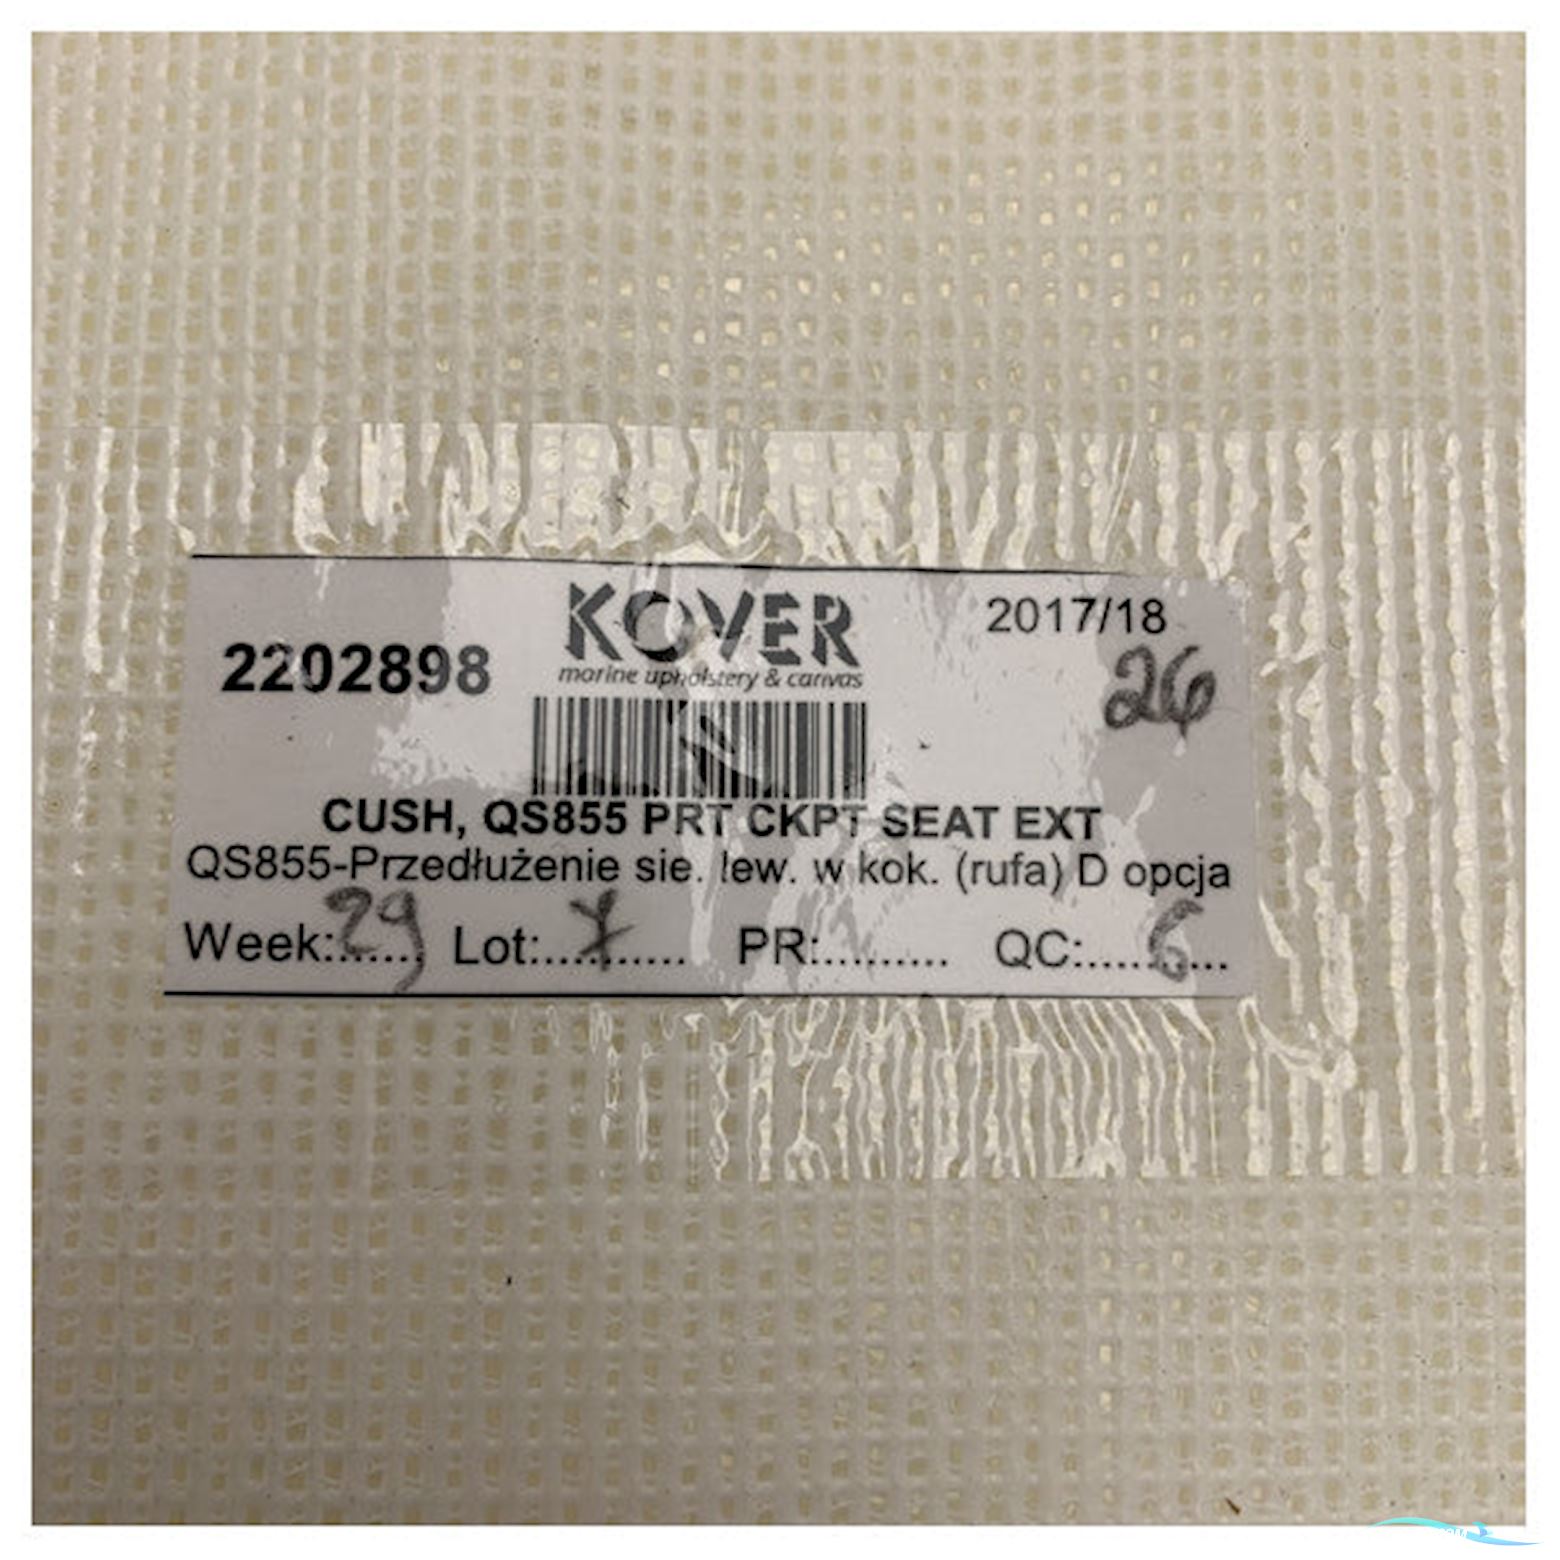 KOVER
2017/18
2202898
marine upholstery & canvas
26
CUSH, QS855 PRT CKPT SEAT EXT
QS855-Przedłużenie sie. lew. w kok. (rufa) D opcja
Week:.29.... Lot:............ PR:.......... QC:.....6...